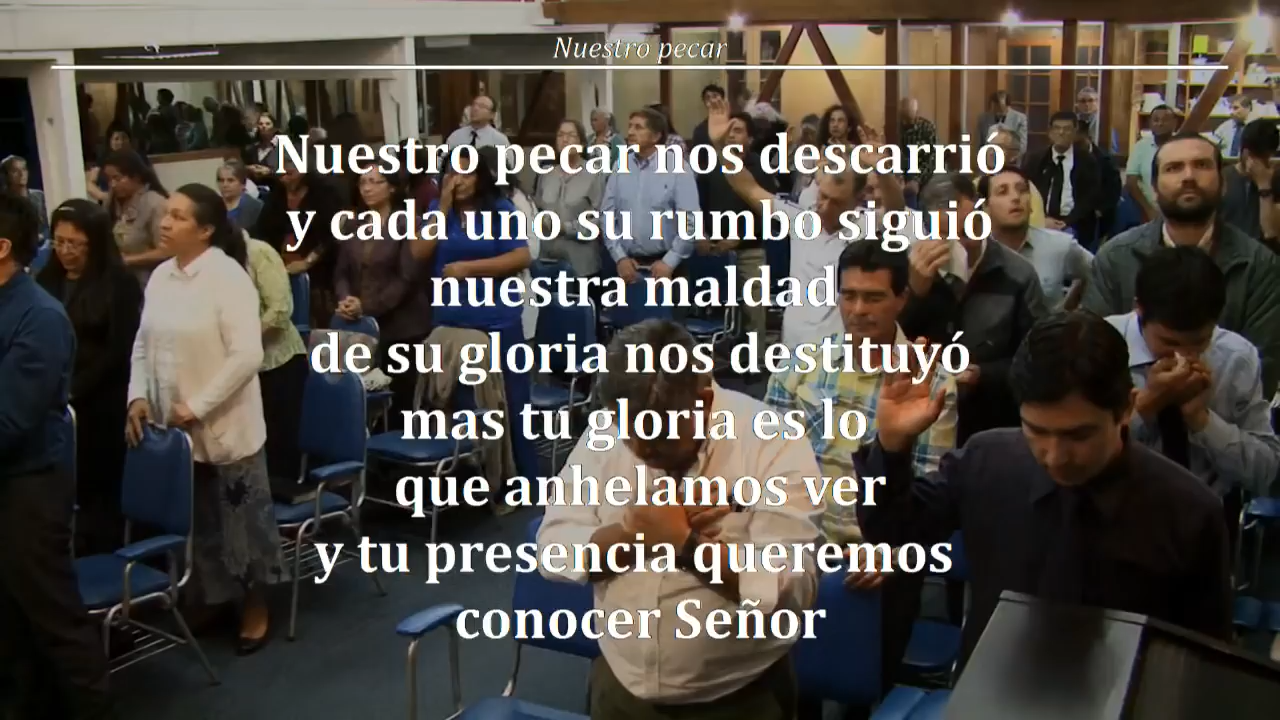 Nuestro pecar
Nuestro pecar nos descarrió
y cada uno su rumbo siguió
nuestra maldad
de su gloria nos destituyó
mas tu gloria es lo
que anhelamos ver
y tu presencia queremos
conocer Señor